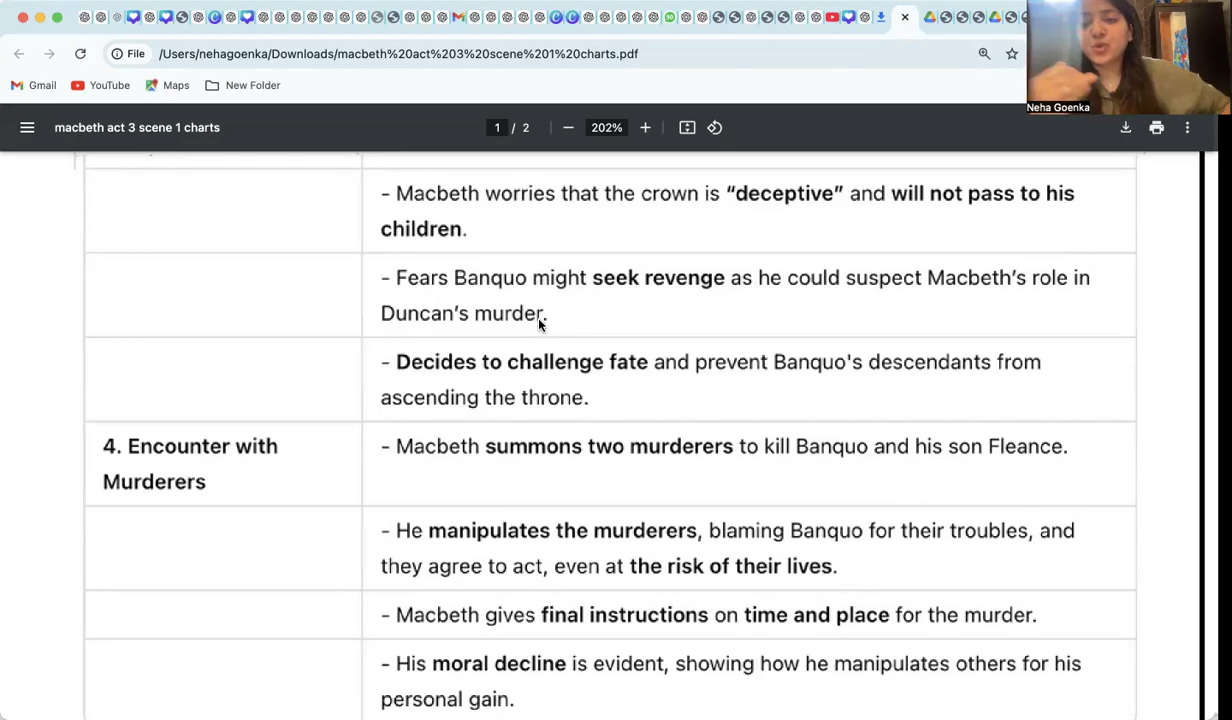 File
/Users/nehagoenka/Downloads/macbeth%20act%203%20scene%201%20charts.pdf
Gmail
YouTube
Maps
New Folder
Neha Goenka
macbeth act 3 scene 1 charts
1 / 2
202%
- Macbeth worries that the crown is “deceptive” and will not pass to his
children.
- Fears Banquo might seek revenge as he could suspect Macbeth’s role in
Duncan’s murder.
- Decides to challenge fate and prevent Banquo's descendants from
ascending the throne.
4. Encounter with
Murderers
- Macbeth summons two murderers to kill Banquo and his son Fleance.
- He manipulates the murderers, blaming Banquo for their troubles, and
they agree to act, even at the risk of their lives.
- Macbeth gives final instructions on time and place for the murder.
- His moral decline is evident, showing how he manipulates others for his
personal gain.